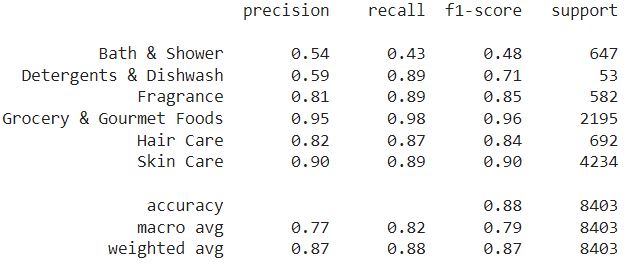 precision recall f1-score support
Bath & Shower 0.54 0.43 0.48 647
Detergents & Dishwash 0.59 0.89 0.71 53
Fragrance 0.81 0.89 0.85 582
Grocery & Gourmet Foods 0.95 0.98 0.96 2195
Hair Care 0.82 0.87 0.84 692
Skin Care 0.90 0.89 0.90 4234
accuracy 0.88 8403
macro avg 0.77 0.82 0.79 8403
weighted avg 0.87 0.88 0.87 8403